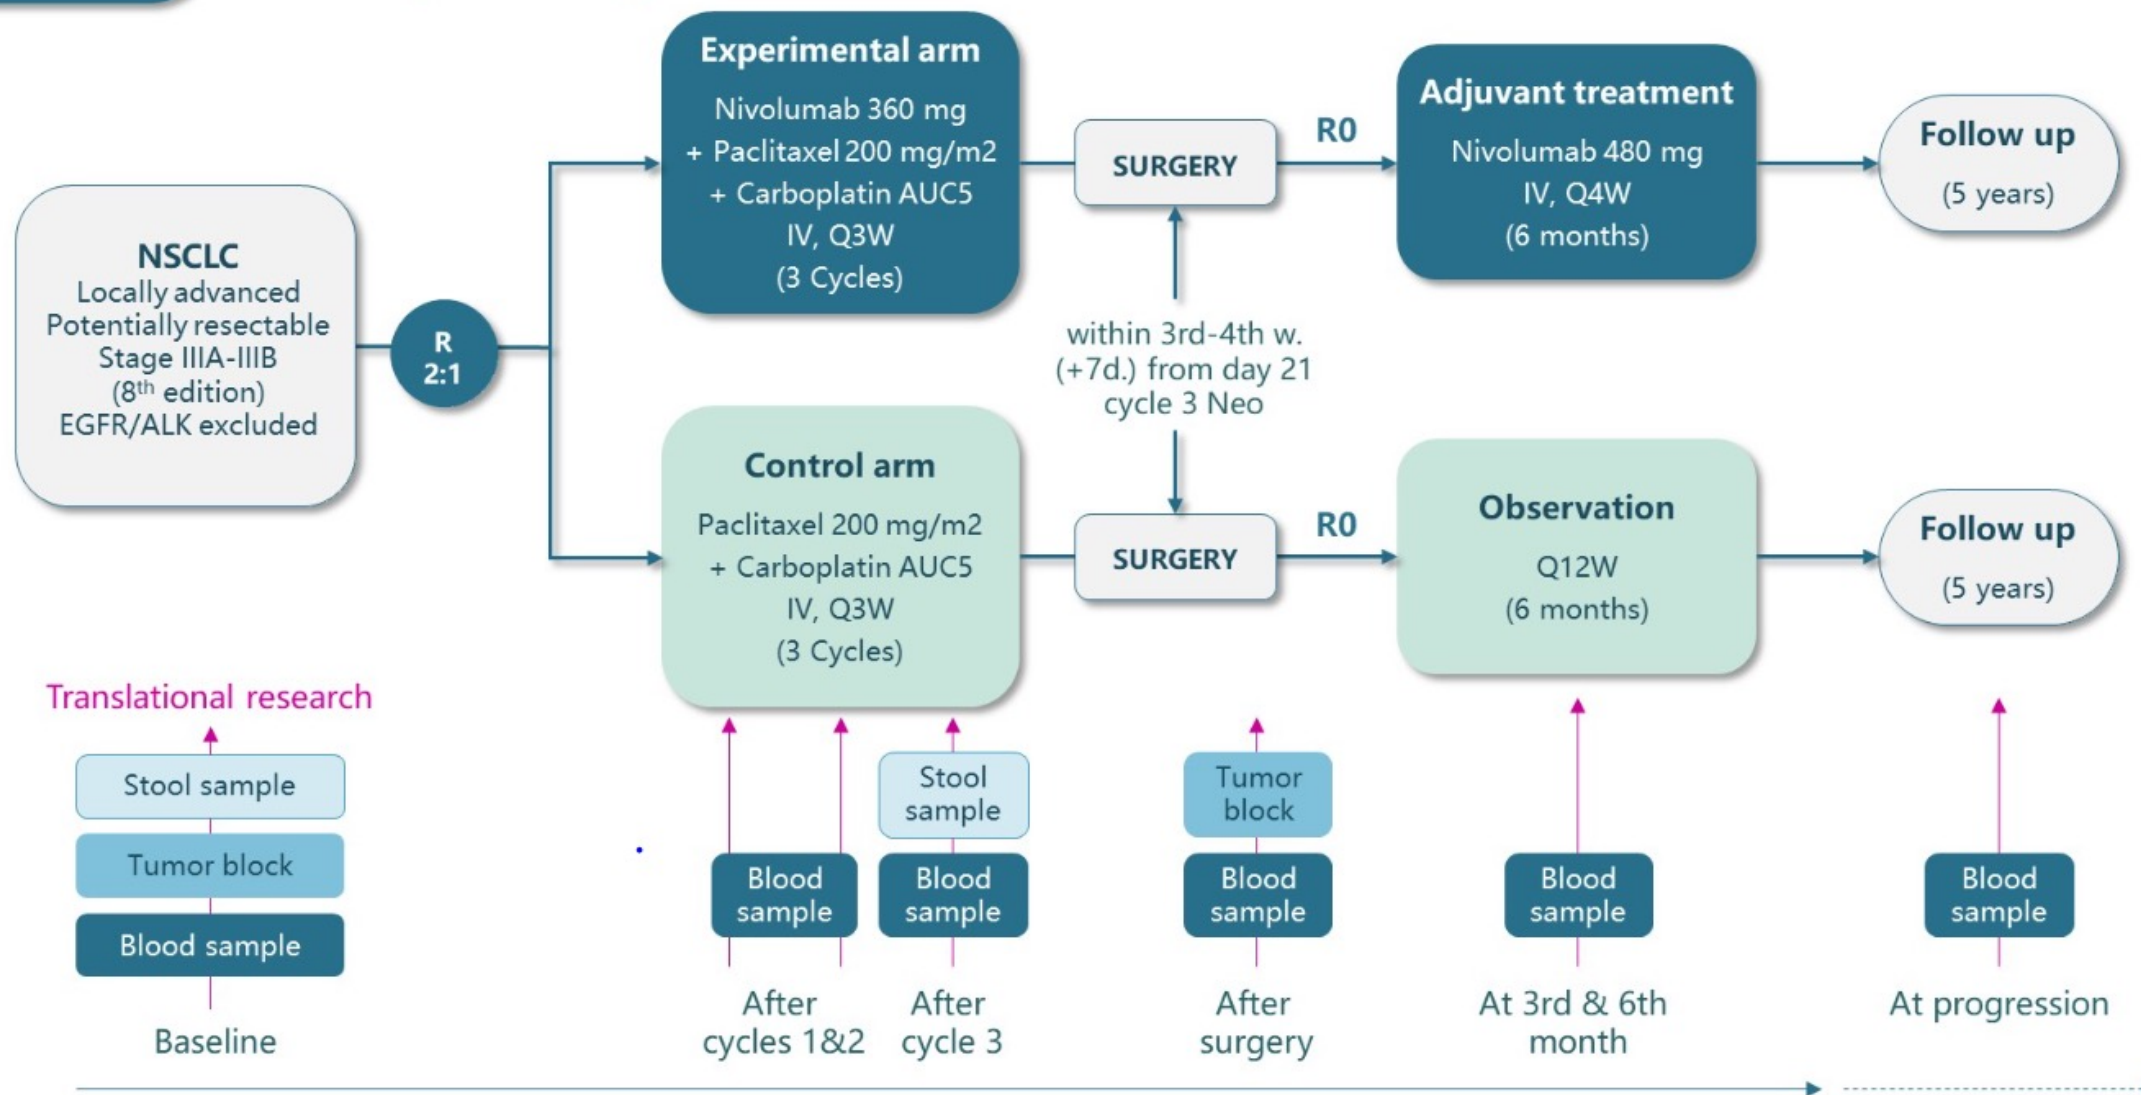 NSCLC
Locally advanced
Potentially resectable
Stage IIIA-IIIB
(8th edition)
EGFR/ALK excluded
R
2:1
Experimental arm
Nivolumab 360 mg
+ Paclitaxel 200 mg/m2
+ Carboplatin AUC5
IV, Q3W
(3 Cycles)
SURGERY
R0
Adjuvant treatment
Nivolumab 480 mg
IV, Q4W
(6 months)
Follow up
(5 years)
within 3rd-4th w.
(+7d.) from day 21
cycle 3 Neo
Control arm
Paclitaxel 200 mg/m2
+ Carboplatin AUC5
IV, Q3W
(3 Cycles)
SURGERY
R0
Observation
Q12W
(6 months)
Follow up
(5 years)
Translational research
Stool sample
Tumor block
Blood sample
Baseline
Blood
sample
After
cycles 1&2
Stool
sample
Blood
sample
After
cycle 3
Tumor
block
Blood
sample
After
surgery
Blood
sample
At 3rd & 6th
month
Blood
sample
At progression